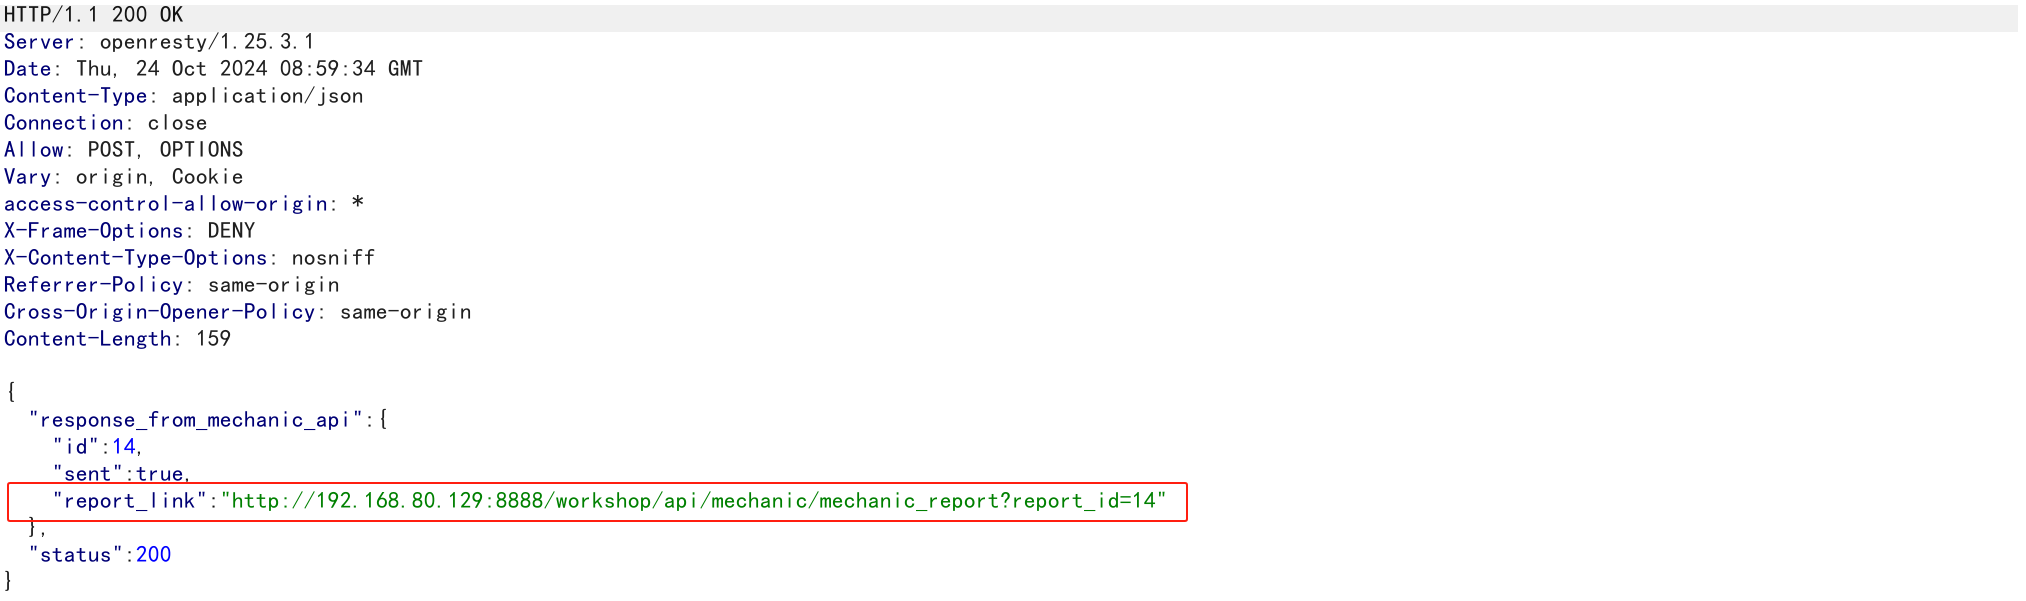 HTTP/1.1 200 OK
Server: openresty/1.25.3.1
Date: Thu, 24 Oct 2024 08:59:34 GMT
Content-Type: application/json
Connection: close
Allow: POST, OPTIONS
Vary: origin, Cookie
access-control-allow-origin: *
X-Frame-Options: DENY
X-Content-Type-Options: nosniff
Referrer-Policy: same-origin
Cross-Origin-Opener-Policy: same-origin
Content-Length: 159

{
  "response_from_mechanic_api":{
    "id":14,
    "sent":true,
    "report_link":"http://192.168.80.129:8888/workshop/api/mechanic/mechanic_report?report_id=14"
  },
  "status":200
}